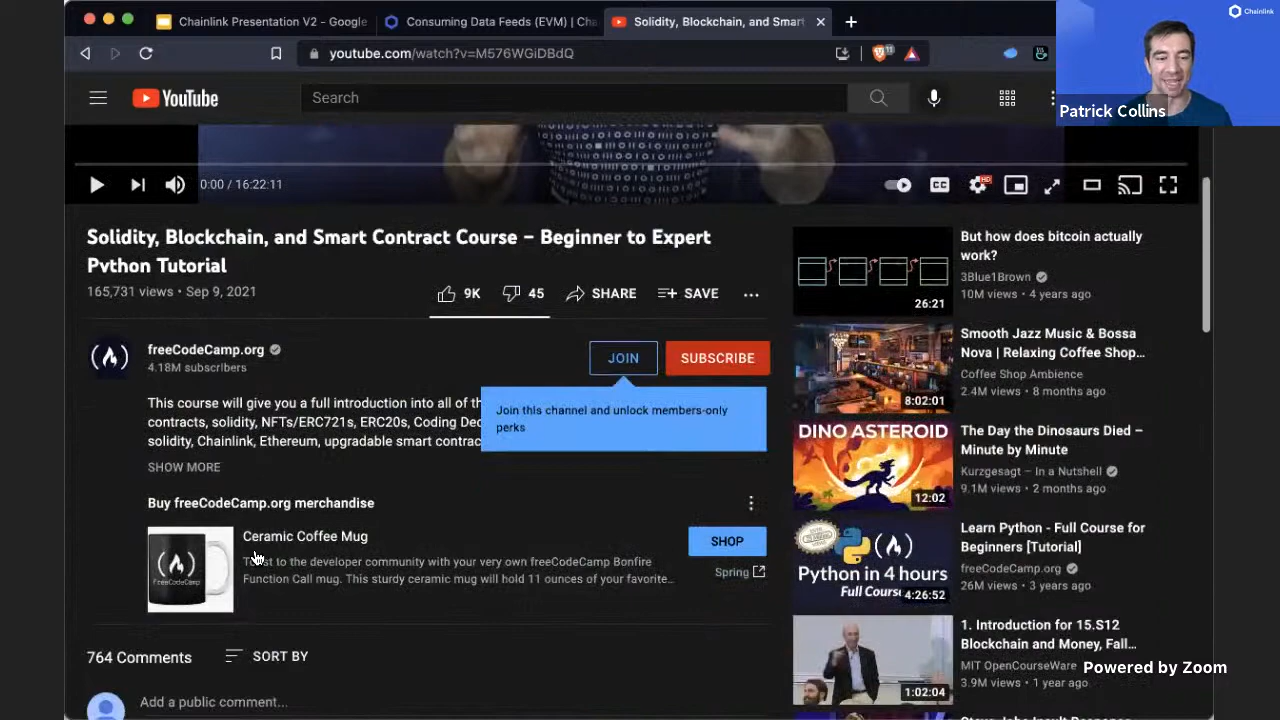 Chainlink Presentation V2 - Google
Consuming Data Feeds (EVM) | Cha
Solidity, Blockchain, and Smart
Chainlink
youtube.com/watch?v=M576WGiDBdQ
11
Patrick Collins
YouTube
Search
0:00 / 16:22:11
CC
HD
Solidity, Blockchain, and Smart Contract Course – Beginner to Expert
Python Tutorial
165,731 views • Sep 9, 2021
9K
45
SHARE
SAVE
freeCodeCamp.org
4.18M subscribers
JOIN
SUBSCRIBE
Join this channel and unlock members-only
perks
This course will give you a full introduction into all of th
contracts, solidity, NFTs/ERC721s, ERC20s, Coding Dec
solidity, Chainlink, Ethereum, upgradable smart contrac
SHOW MORE
Buy freeCodeCamp.org merchandise
freeCodeCamp
Ceramic Coffee Mug
to the developer community with your very own freeCodeCamp Bonfire
Function Call mug. This sturdy ceramic mug will hold 11 ounces of your favorite...
SHOP
Spring
764 Comments
SORT BY
Add a public comment...
26:21
But how does bitcoin actually
work?
3Blue1Brown
10M views • 4 years ago
8:02:01
Smooth Jazz Music & Bossa
Nova | Relaxing Coffee Shop...
Coffee Shop Ambience
2.4M views • 8 months ago
DINO ASTEROID
12:02
The Day the Dinosaurs Died –
Minute by Minute
Kurzgesagt – In a Nutshell
9.1M views • 2 months ago
Python in 4 hours
Full Course
4:26:52
Learn Python - Full Course for
Beginners [Tutorial]
freeCodeCamp.org
26M views • 3 years ago
1:02:04
1. Introduction for 15.S12
Blockchain and Money, Fall...
MIT OpenCourseWare
3.9M views • 1 year ago
Powered by Zoom